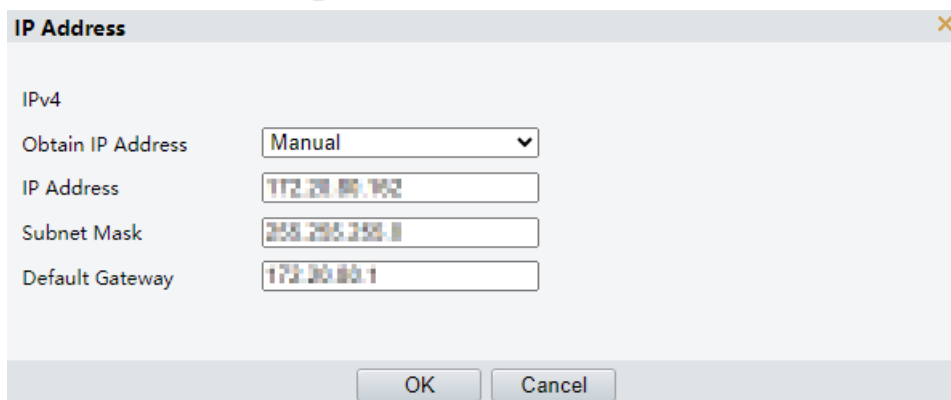 IP Address
IPv4
Obtain IP Address Manual
IP Address
Subnet Mask
Default Gateway
OK Cancel